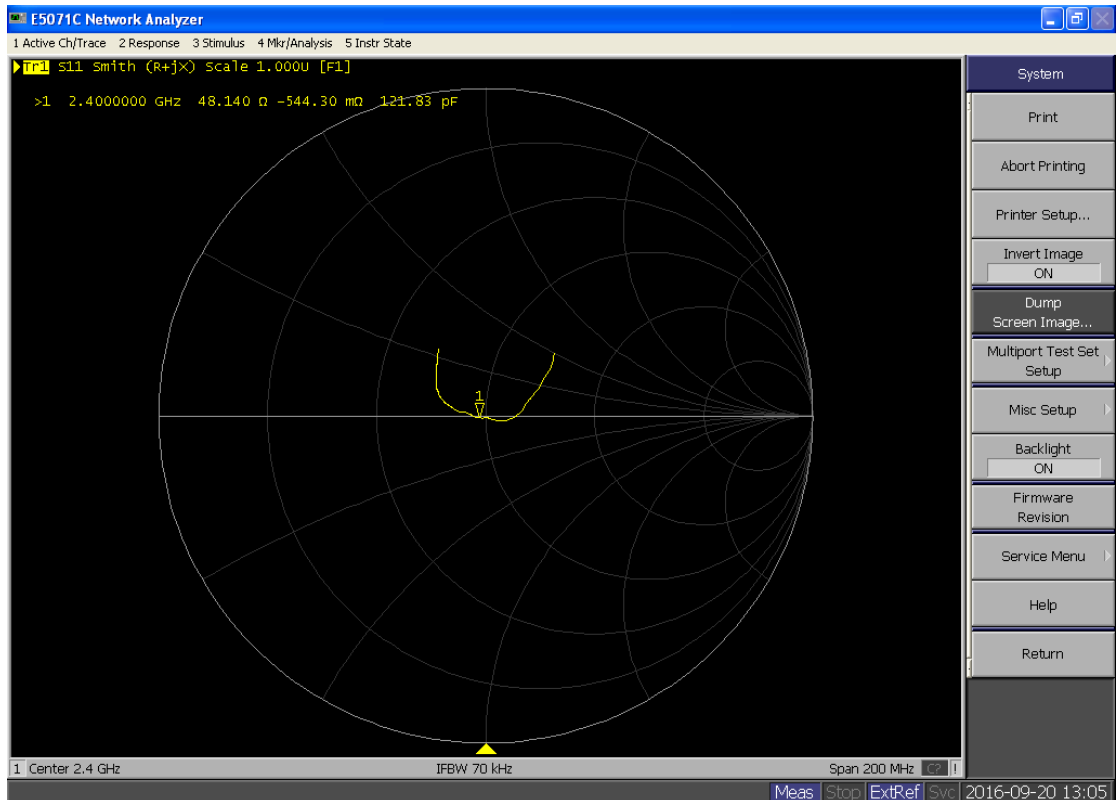 E5071C Network Analyzer
1 Active Ch/Trace 2 Response 3 Stimulus 4 Mkr/Analysis 5 Instr State
Tr1 S11 Smith (R+jX) Scale 1.000U [F1]
>1 2.4000000 GHz 48.140 Ω -544.30 mΩ 121.83 pF
1
System
Print
Abort Printing
Printer Setup...
Invert Image
ON
Dump
Screen Image...
Multiport Test Set
Setup
Misc Setup
Backlight
ON
Firmware
Revision
Service Menu
Help
Return
1 Center 2.4 GHz IFBW 70 kHz Span 200 MHz C? !
Meas Stop ExtRef Svc 2016-09-20 13:05